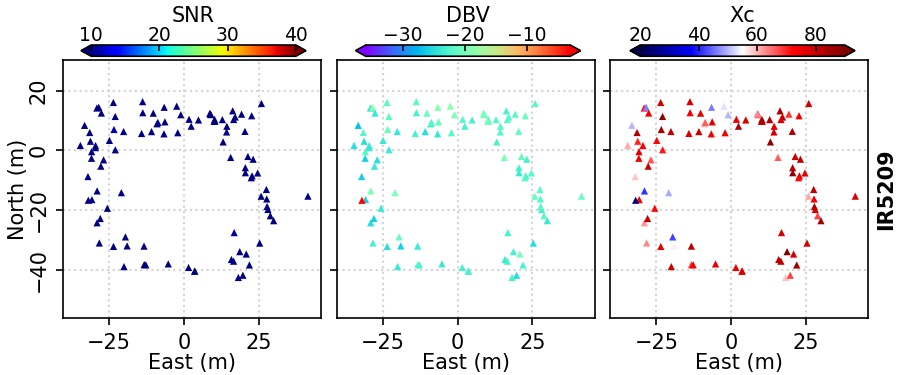 SNR DBV Xc
10 20 30 40 −30 −20 −10 20 40 60 80
20
0
−20
−40
North (m)
IR5209
−25 0 25 −25 0 25 −25 0 25
East (m) East (m) East (m)